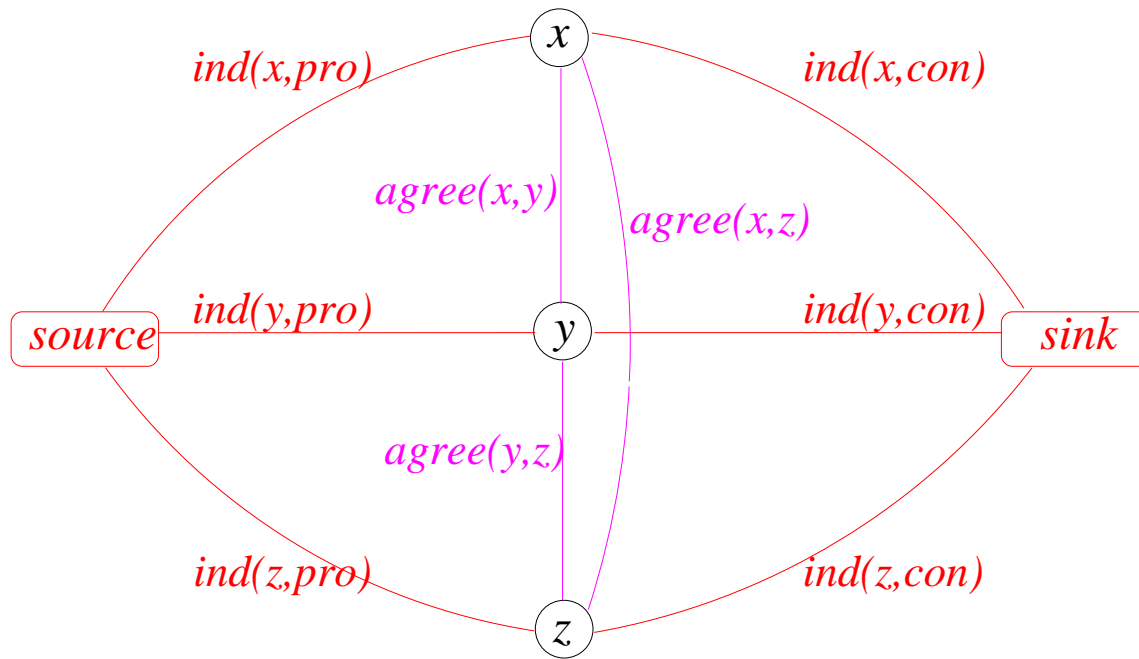 x
ind(x,pro)
ind(x,con)
agree(x,y)
agree(x,z)
ind(y,pro)
ind(y,con)
source
y
sink
agree(y,z)
ind(z,pro)
ind(z,con)
z